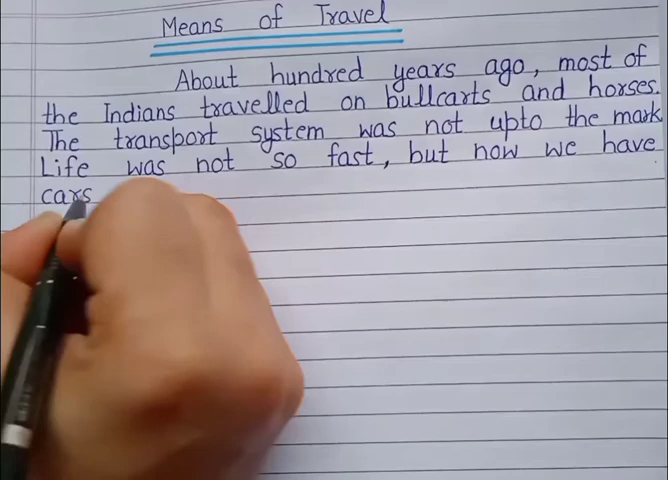 Means of Travel
About hundred years ago, most of
the Indians travelled on bullcarts and horses.
The transport system was not upto the mark
Life was not so fast, but now we have
cars